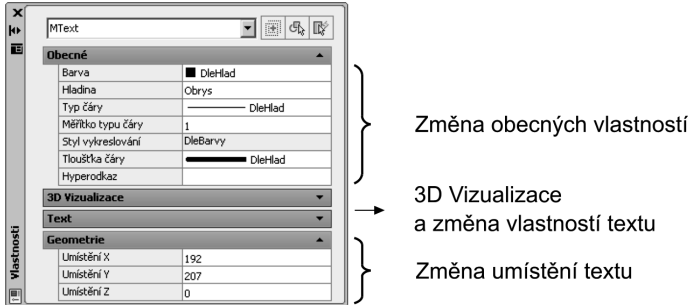 MText
Obecné
Barva DleHlad
Hladina Obrys
Typ čáry DleHlad
Měřítko typu čáry 1
Styl vykreslování DleBarvy
Tloušťka čáry DleHlad
Hyperodkaz
3D Vizualizace
Text
Geometrie
Umístění X 192
Umístění Y 207
Umístění Z 0
Vlastnosti
Změna obecných vlastností
3D Vizualizace
a změna vlastností textu
Změna umístění textu